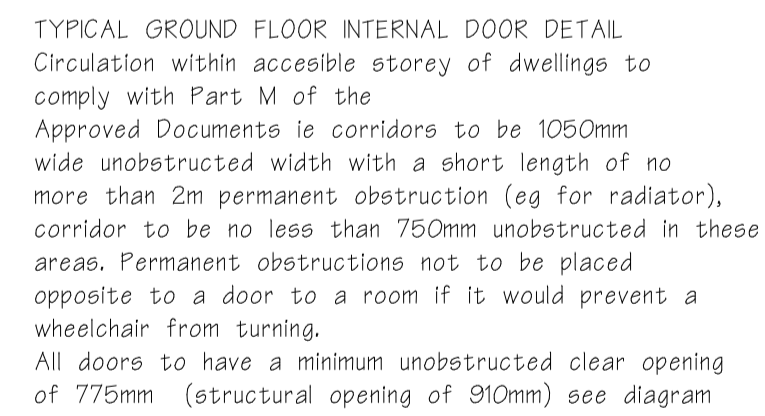 TYPICAL GROUND FLOOR INTERNAL DOOR DETAIL
Circulation within accesible storey of dwellings to
comply with Part M of the
Approved Documents ie corridors to be 1050mm
wide unobstructed width with a short length of no
more than 2m permanent obstruction (eg for radiator),
corridor to be no less than 750mm unobstructed in these
areas. Permanent obstructions not to be placed
opposite to a door to a room if it would prevent a
wheelchair from turning.
All doors to have a minimum unobstructed clear opening
of 775mm (structural opening of 910mm) see diagram